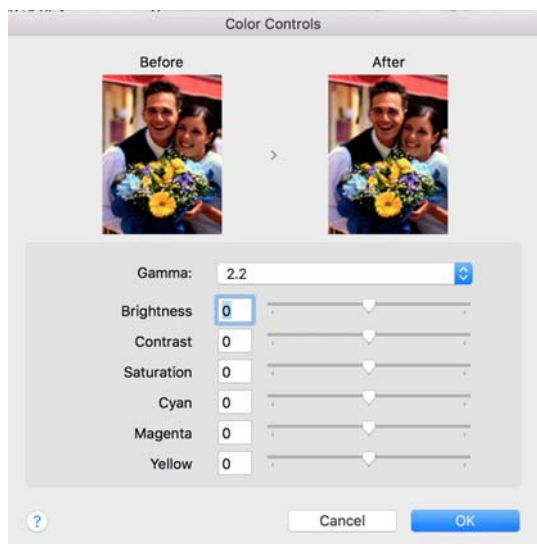 Color Controls
Before After
>
Gamma: 2.2
Brightness 0
Contrast 0
Saturation 0
Cyan 0
Magenta 0
Yellow 0
? Cancel OK